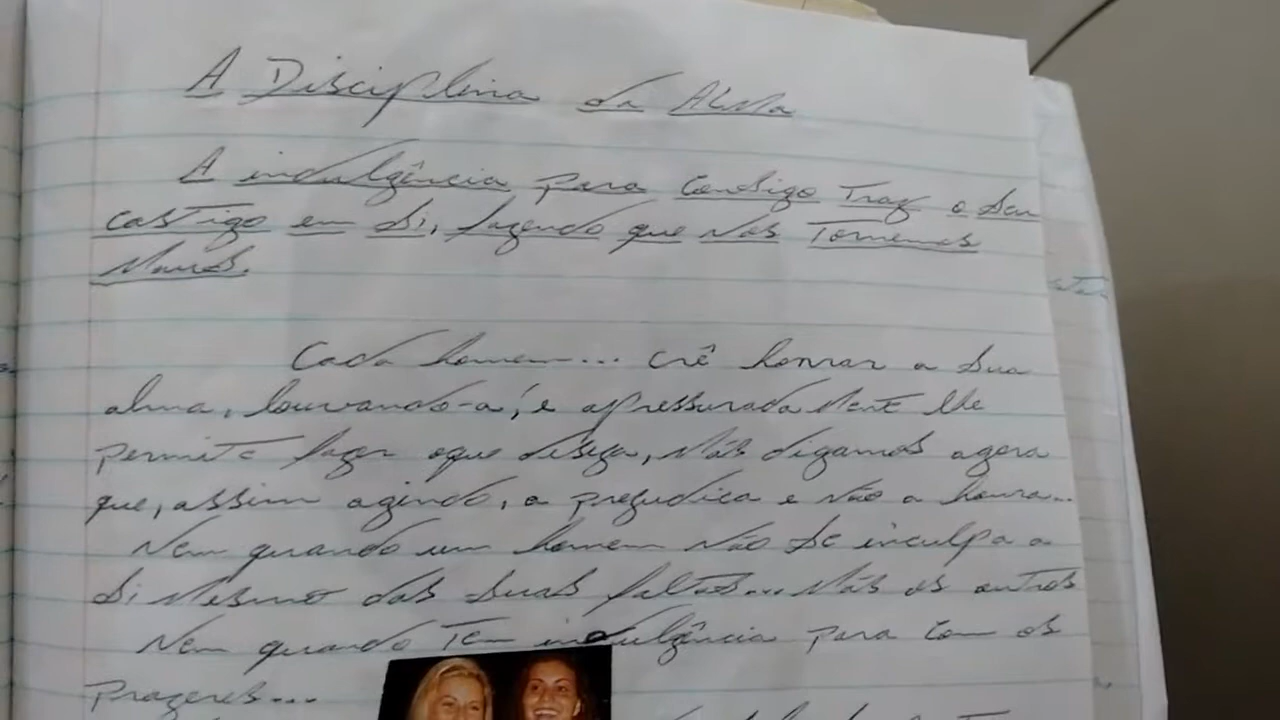 A Disciplina da Alma
A indulgência para Consigo Traz o Seu
castigo em Si, fazendo que nos Tornemos
Maus.
Cada homem... crê honrar a Sua
alma, louvando-a; e apressuradaMente lhe
permite fazer oque deseja, Mas digamos agora
que, assim agindo, a prejudica e Não a honra...
Nem quando um homem Não Se inculpa a
Si Mesmo das Suas faltas... Mas os outros
Nem quando Tem indulgência para Com os
prazeres...